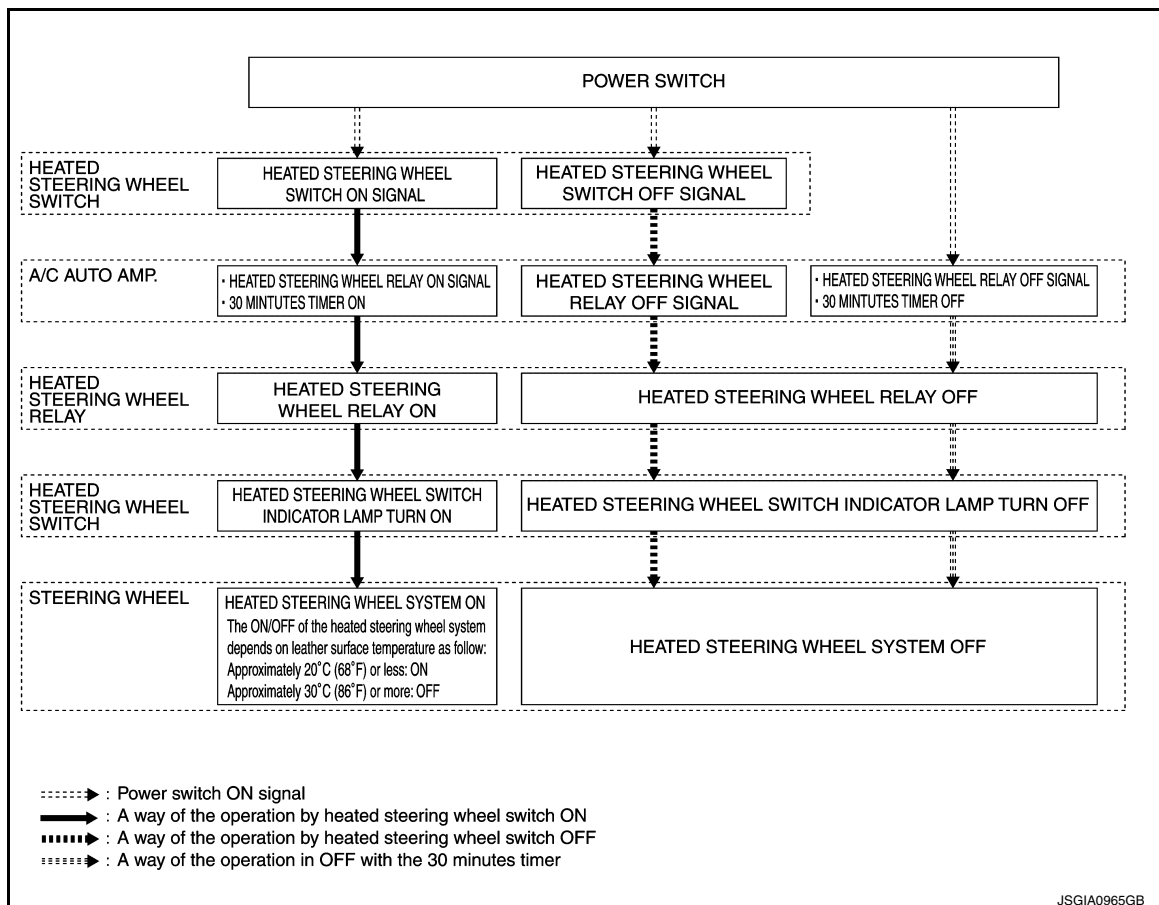 POWER SWITCH
HEATED
STEERING WHEEL
SWITCH
HEATED STEERING WHEEL
SWITCH ON SIGNAL
HEATED STEERING WHEEL
SWITCH OFF SIGNAL
A/C AUTO AMP.
· HEATED STEERING WHEEL RELAY ON SIGNAL
· 30 MINTUTES TIMER ON
HEATED STEERING WHEEL
RELAY OFF SIGNAL
· HEATED STEERING WHEEL RELAY OFF SIGNAL
· 30 MINTUTES TIMER OFF
HEATED
STEERING WHEEL
RELAY
HEATED STEERING
WHEEL RELAY ON
HEATED STEERING WHEEL RELAY OFF
HEATED
STEERING WHEEL
SWITCH
HEATED STEERING WHEEL SWITCH
INDICATOR LAMP TURN ON
HEATED STEERING WHEEL SWITCH INDICATOR LAMP TURN OFF
STEERING WHEEL
HEATED STEERING WHEEL SYSTEM ON
The ON/OFF of the heated steering wheel system
depends on leather surface temperature as follow:
Approximately 20°C (68°F) or less: ON
Approximately 30°C (86°F) or more: OFF
HEATED STEERING WHEEL SYSTEM OFF
: Power switch ON signal
: A way of the operation by heated steering wheel switch ON
: A way of the operation by heated steering wheel switch OFF
: A way of the operation in OFF with the 30 minutes timer
JSGIA0965GB